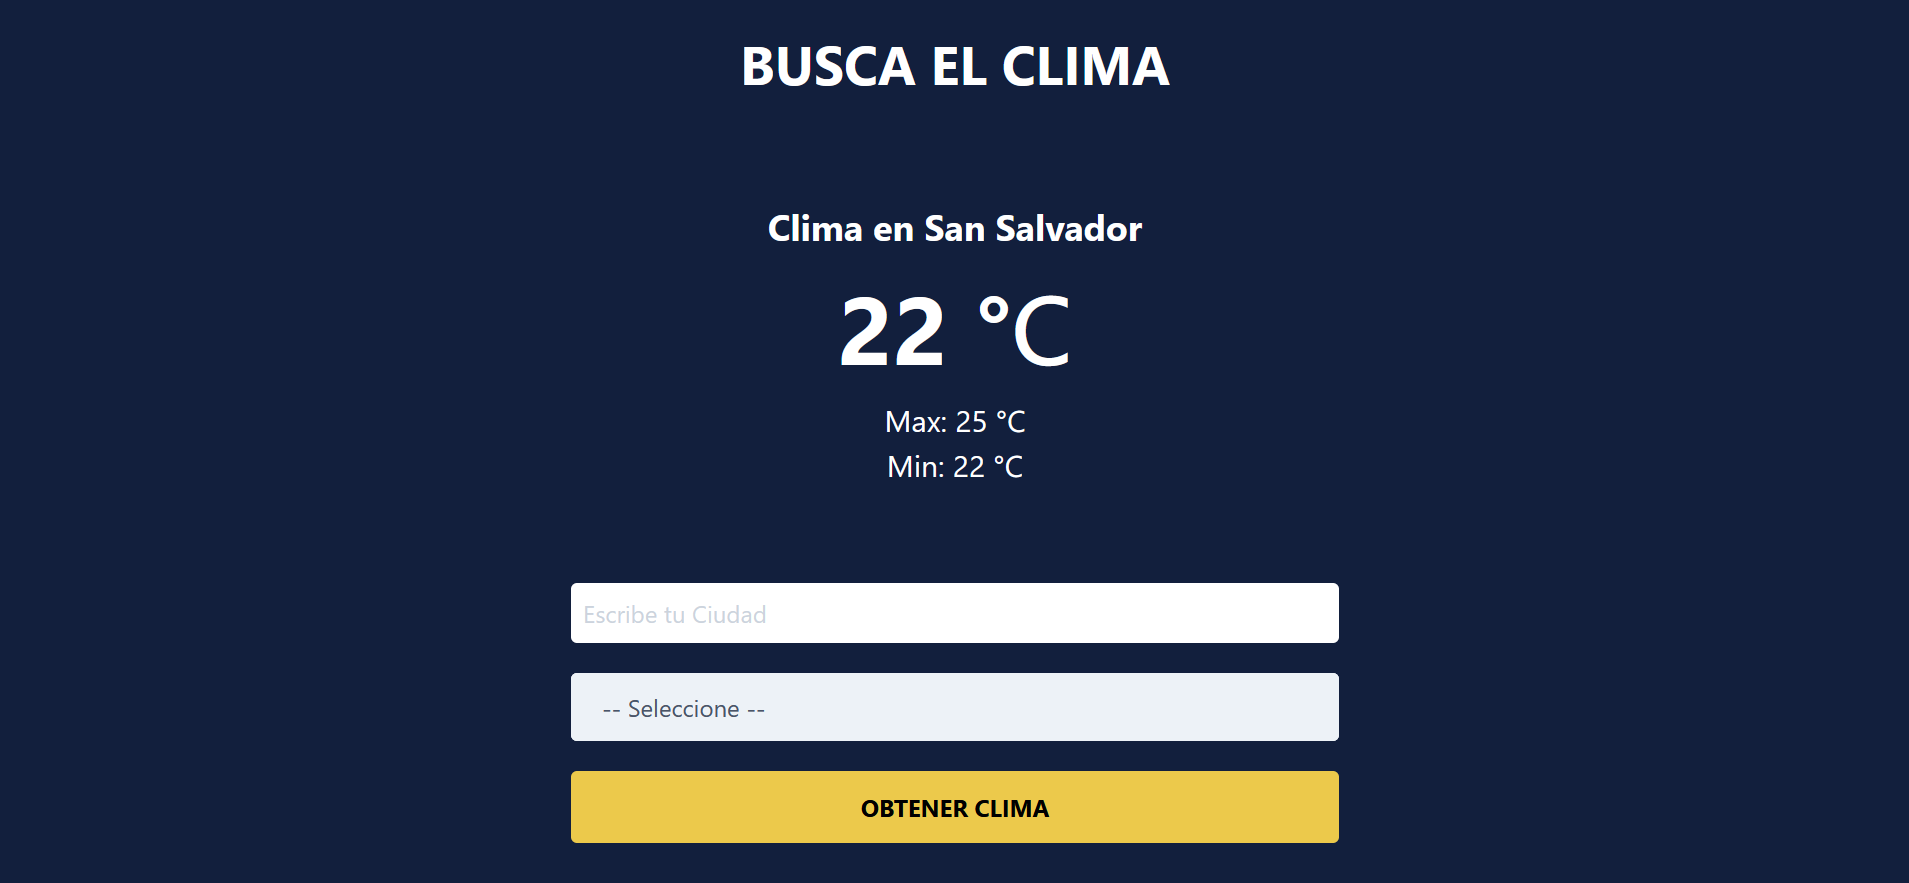 BUSCA EL CLIMA
Clima en San Salvador
22 °C
Max: 25 °C
Min: 22 °C
Escribe tu Ciudad
-- Seleccione --
OBTENER CLIMA